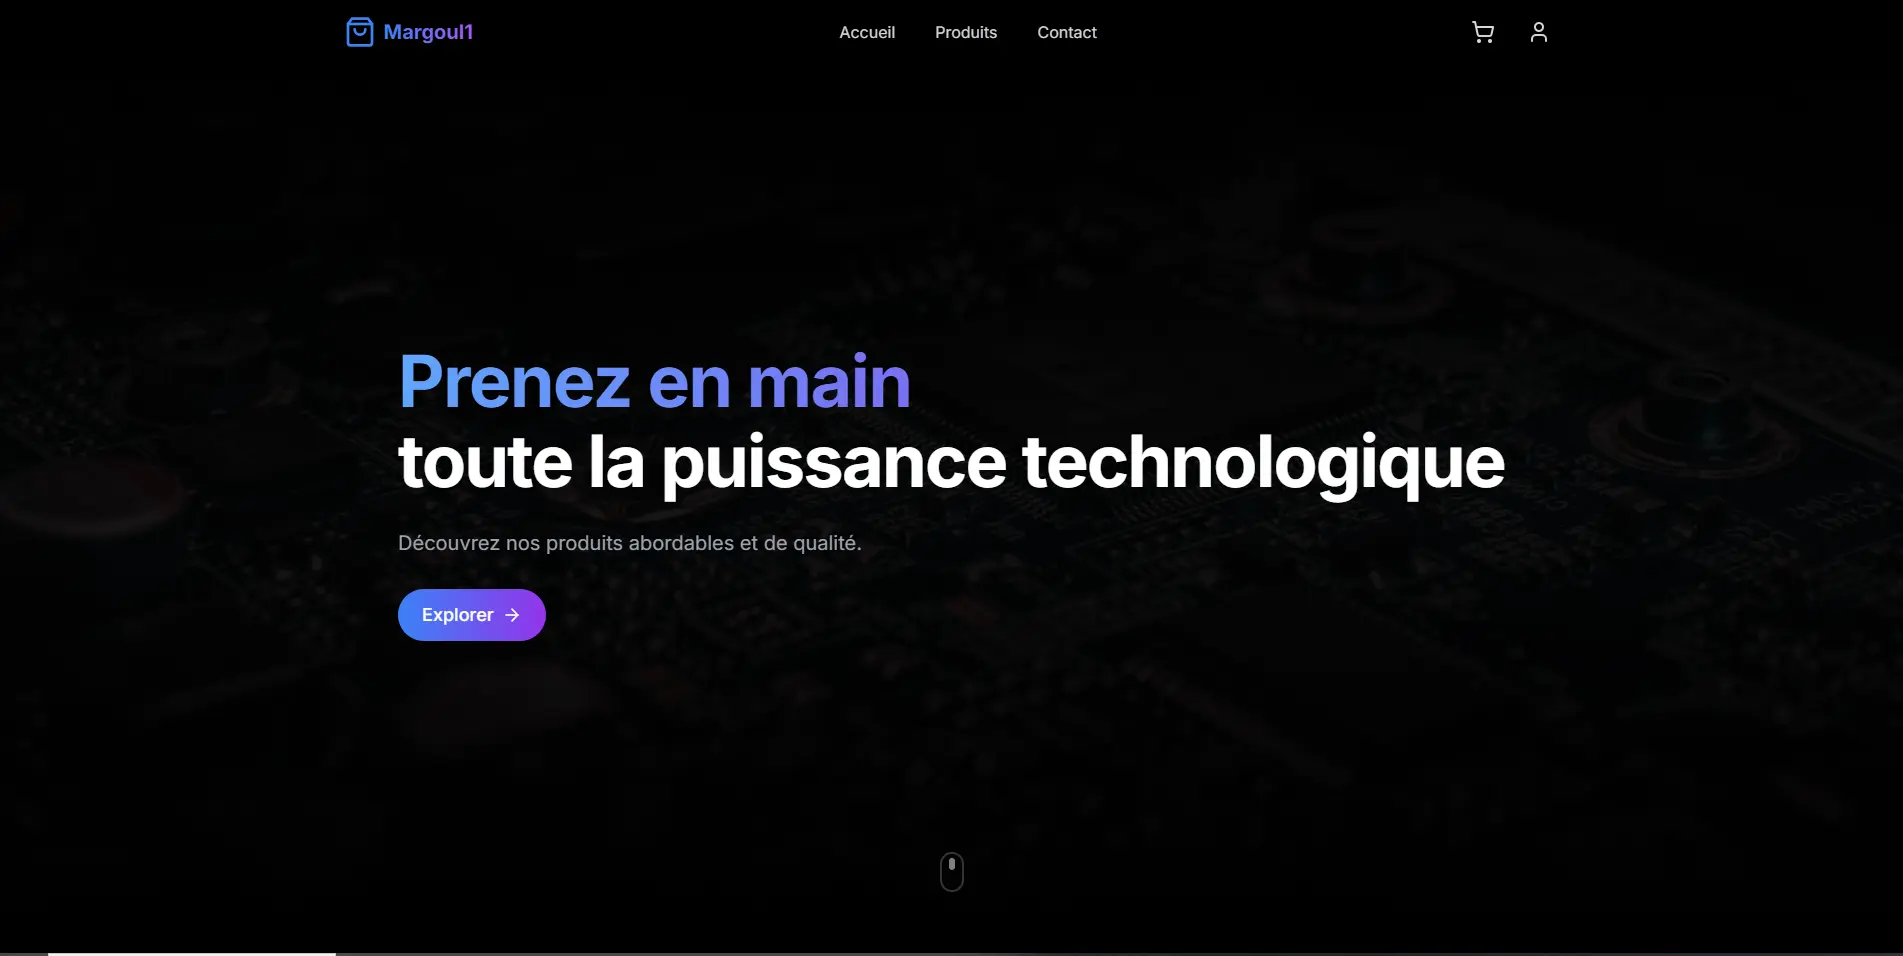 Margoul1
Accueil Produits Contact
Prenez en main
toute la puissance technologique
Découvrez nos produits abordables et de qualité.
Explorer